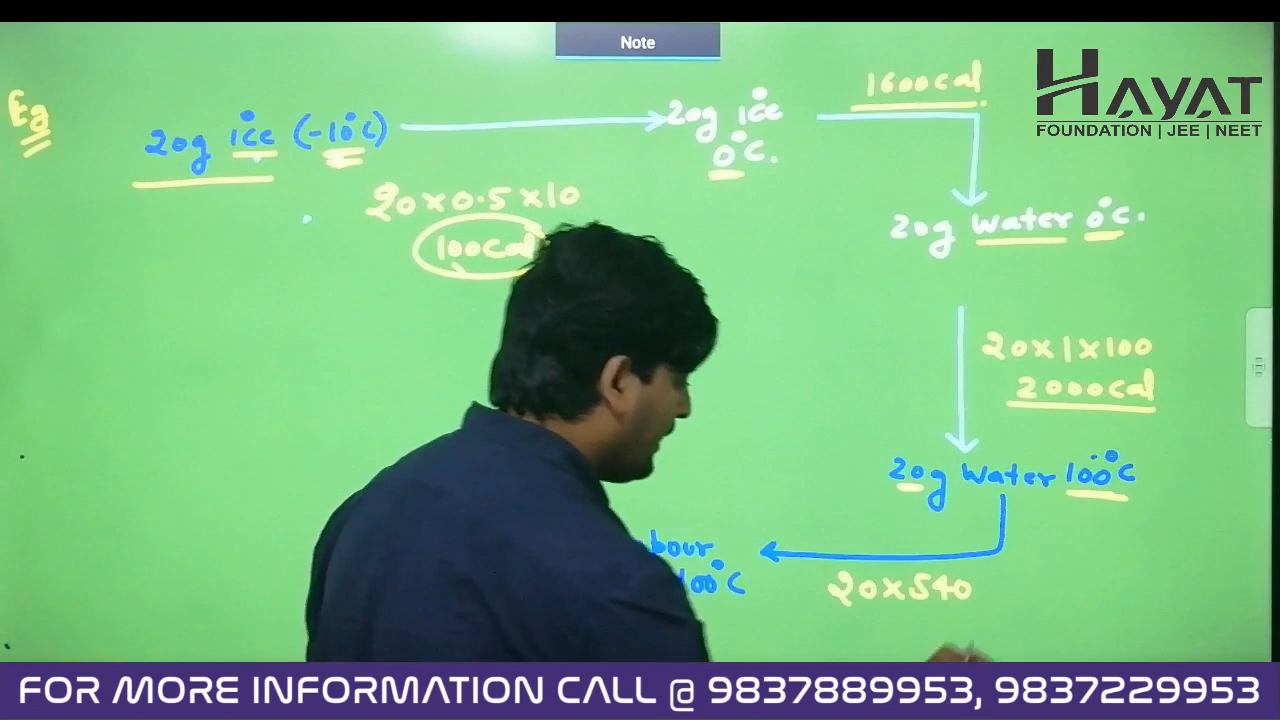 Note
HAYAT
FOUNDATION | JEE | NEET
Eg
20g ice (-10°C)
20g ice
0°C.
1600cal
20×0.5×10
100cal
20g Water 0°C.
20×1×100
2000cal
20g Water 100°C
100°C
20×540
FOR MORE INFORMATION CALL @ 9837889953, 9837229953